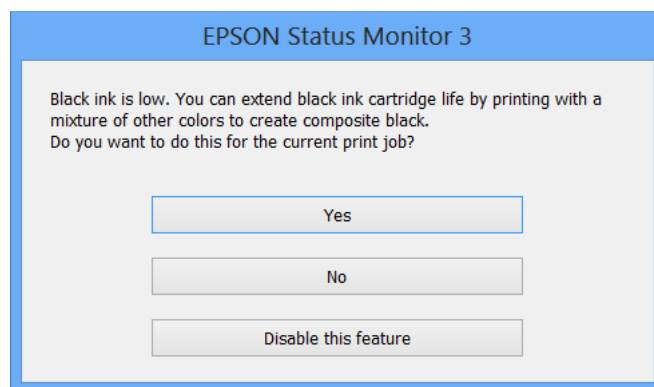 EPSON Status Monitor 3
Black ink is low. You can extend black ink cartridge life by printing with a
mixture of other colors to create composite black.
Do you want to do this for the current print job?
Yes
No
Disable this feature